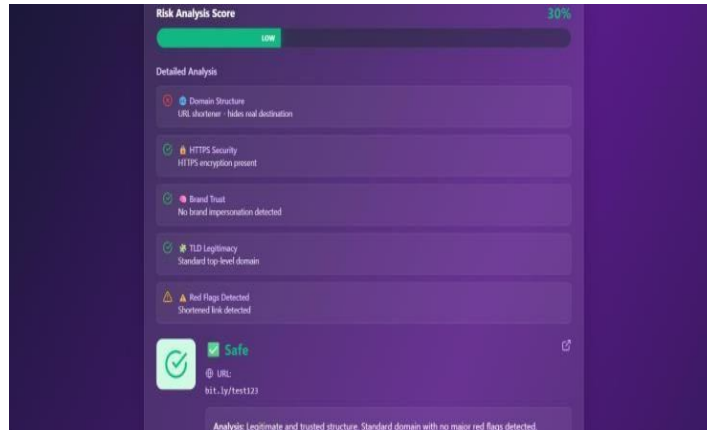 Risk Analysis Score
30%
LOW
Detailed Analysis
Domain Structure
URL shortener - hides real destination
HTTPS Security
HTTPS encryption present
Brand Trust
No brand impersonation detected
TLD Legitimacy
Standard top-level domain
Red Flags Detected
Shortened link detected
Safe
URL:
bit.ly/test123
Analysis: Legitimate and trusted structure. Standard domain with no major red flags detected.